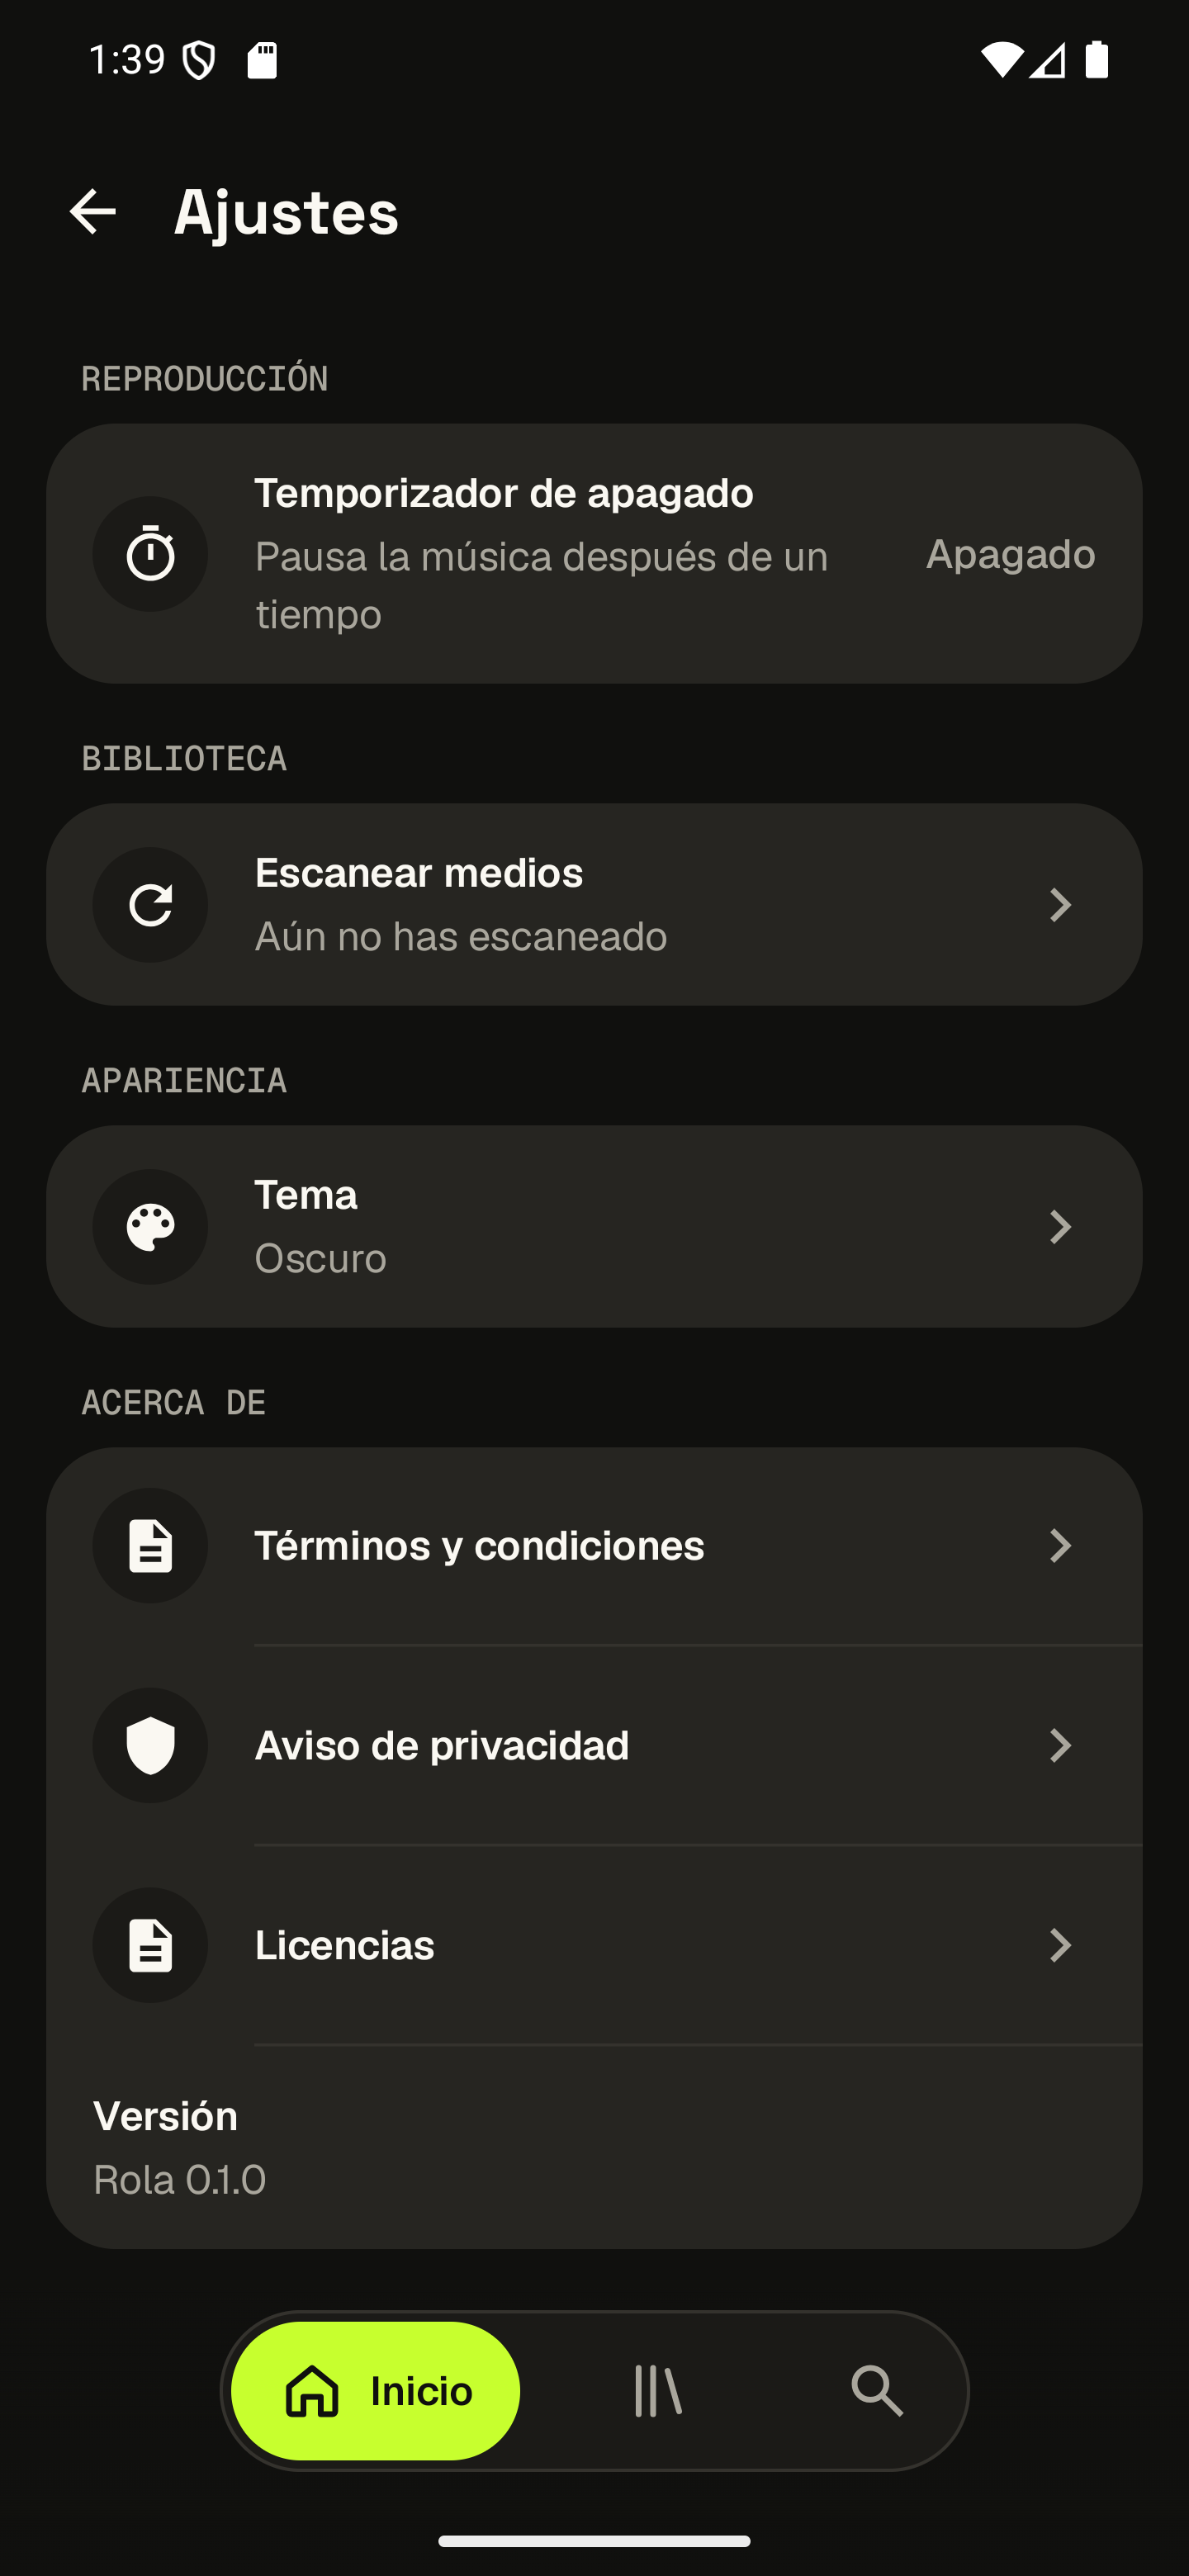 1:39
Ajustes
REPRODUCCIÓN
Temporizador de apagado
Pausa la música después de un
tiempo
Apagado
BIBLIOTECA
Escanear medios
Aún no has escaneado
APARIENCIA
Tema
Oscuro
ACERCA DE
Términos y condiciones
Aviso de privacidad
Licencias
Versión
Rola 0.1.0
Inicio